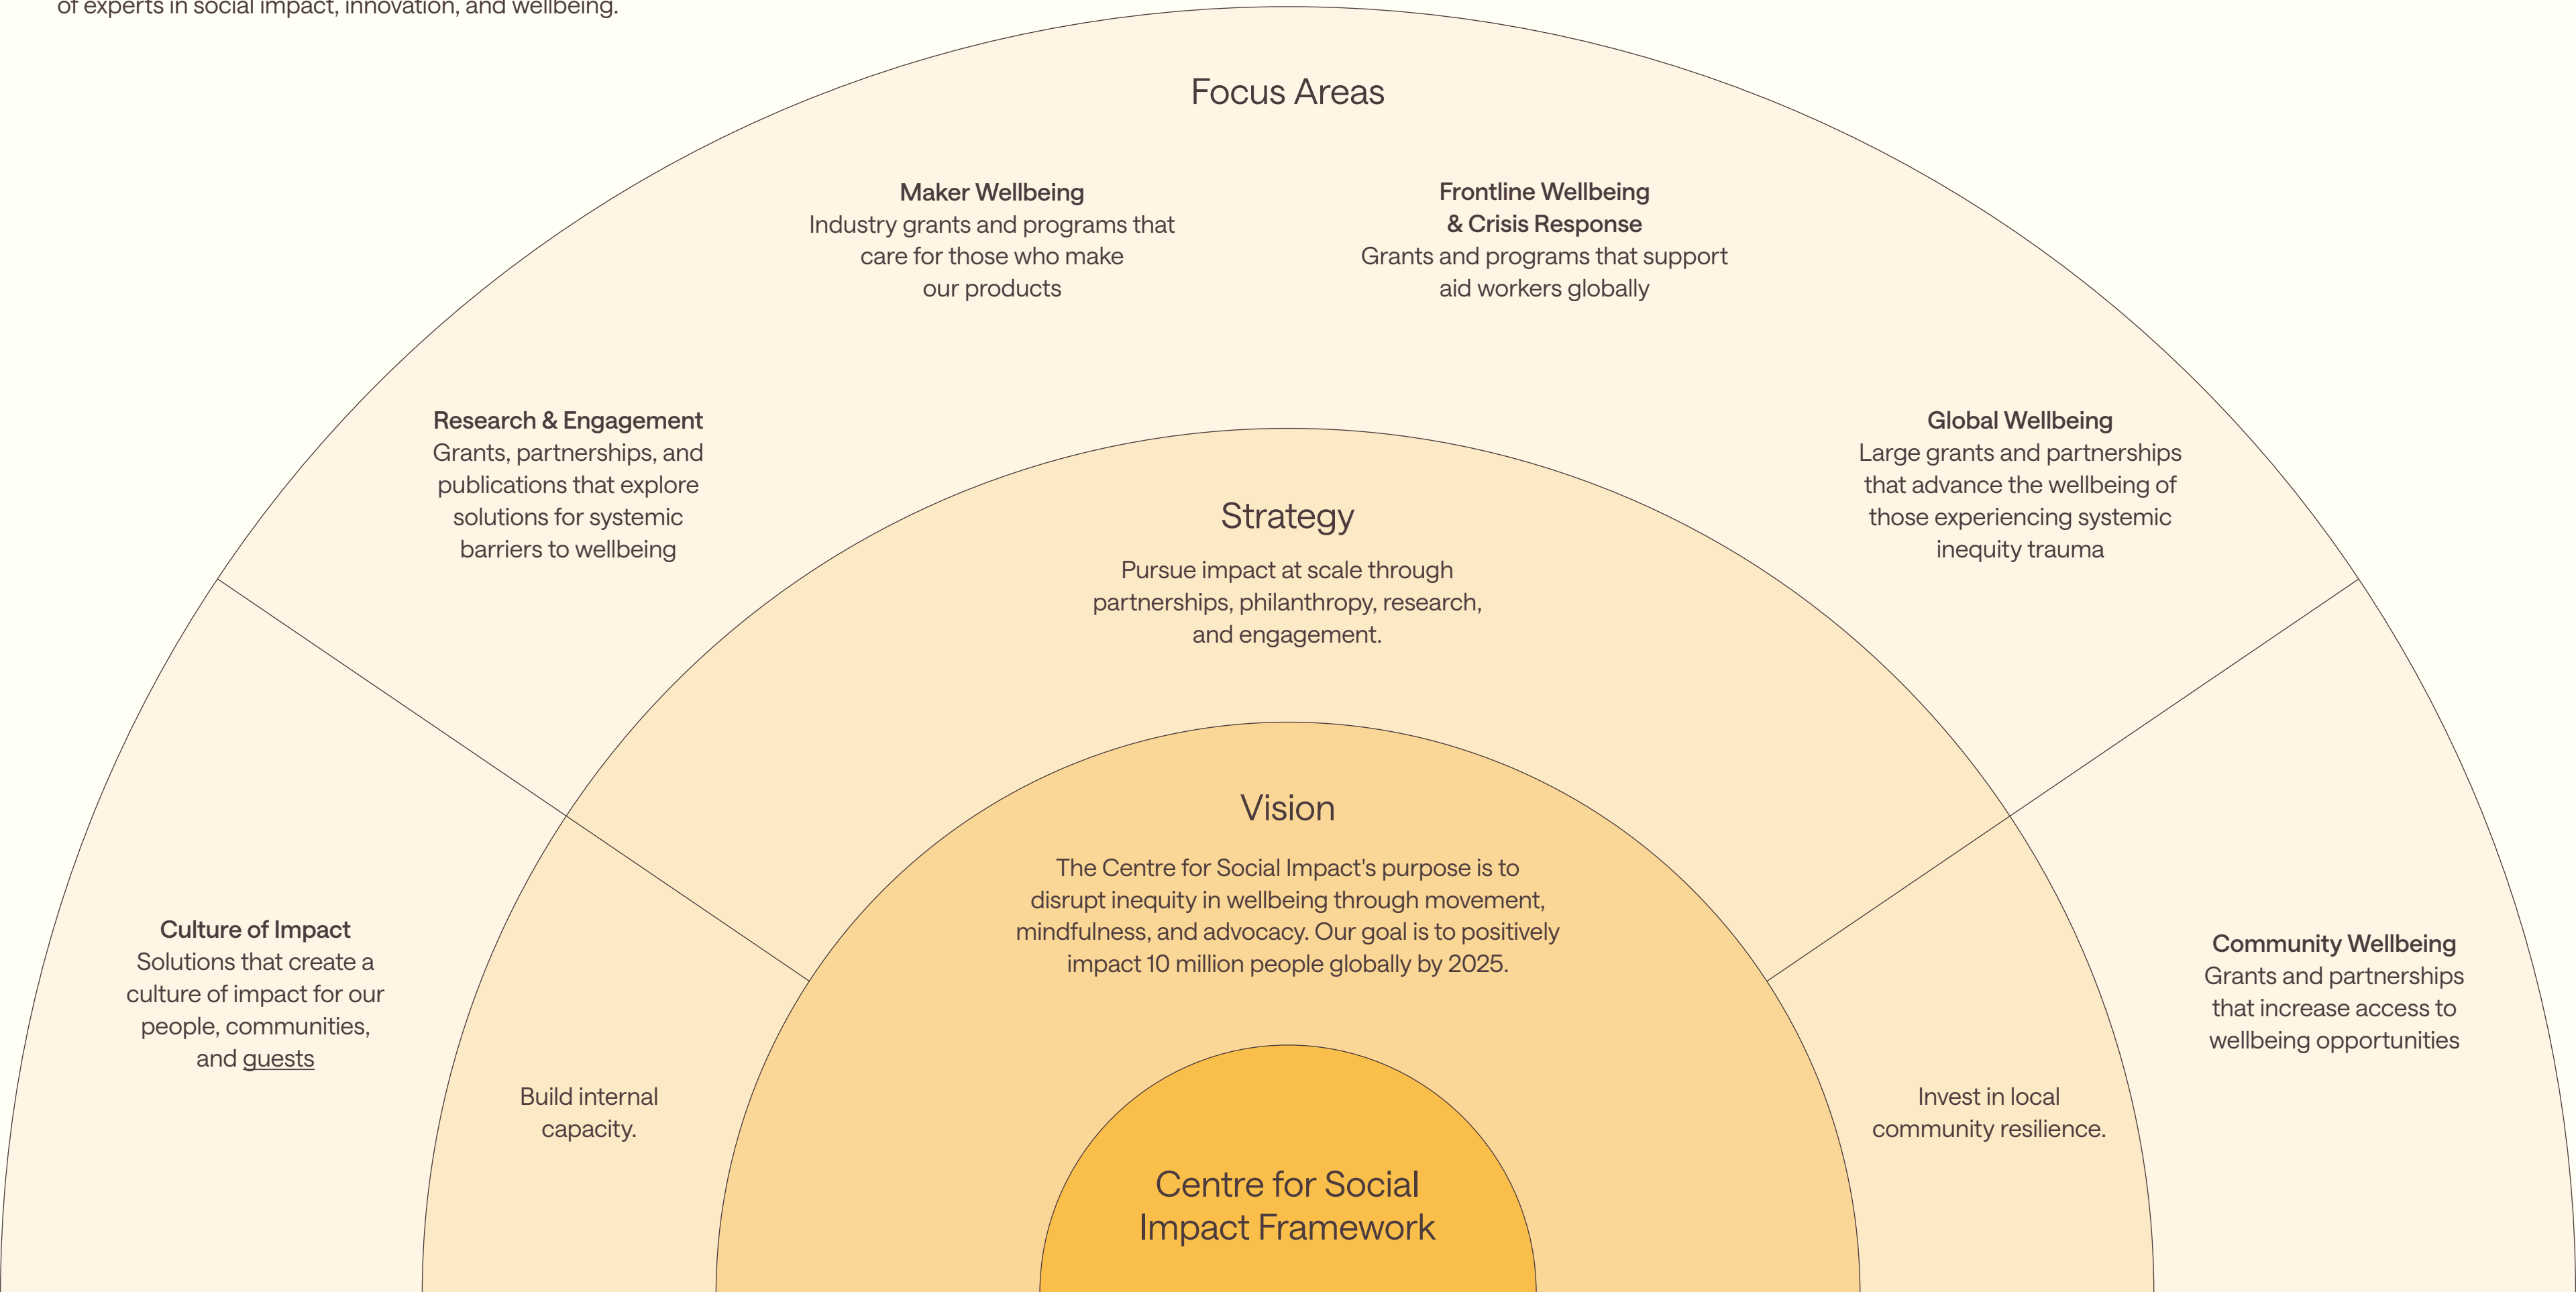 of experts in social impact, innovation, and wellbeing.
Focus Areas
Maker Wellbeing
Industry grants and programs that
care for those who make
our products
Frontline Wellbeing
& Crisis Response
Grants and programs that support
aid workers globally
Research & Engagement
Grants, partnerships, and
publications that explore
solutions for systemic
barriers to wellbeing
Global Wellbeing
Large grants and partnerships
that advance the wellbeing of
those experiencing systemic
inequity trauma
Strategy
Pursue impact at scale through
partnerships, philanthropy, research,
and engagement.
Vision
The Centre for Social Impact's purpose is to
disrupt inequity in wellbeing through movement,
mindfulness, and advocacy. Our goal is to positively
impact 10 million people globally by 2025.
Culture of Impact
Solutions that create a
culture of impact for our
people, communities,
and guests
Community Wellbeing
Grants and partnerships
that increase access to
wellbeing opportunities
Build internal
capacity.
Invest in local
community resilience.
Centre for Social
Impact Framework